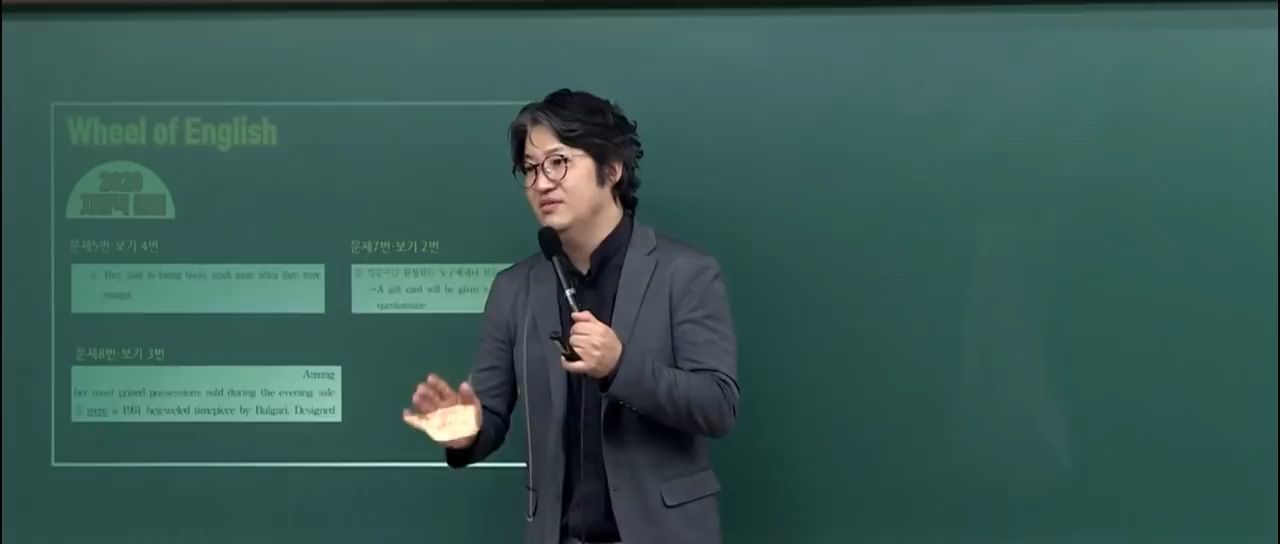 Wheel of English
2020
문제5번-보기 4번
They used to loving books much more when they were
younger.
문제7번-보기 2번
→A gift card will be given
questionnaire
문제8번-보기 3번
Among
her most prized possessions sold during the evening sale
3 were a 1961 bejeweled timepiece by Bulgari. Designed